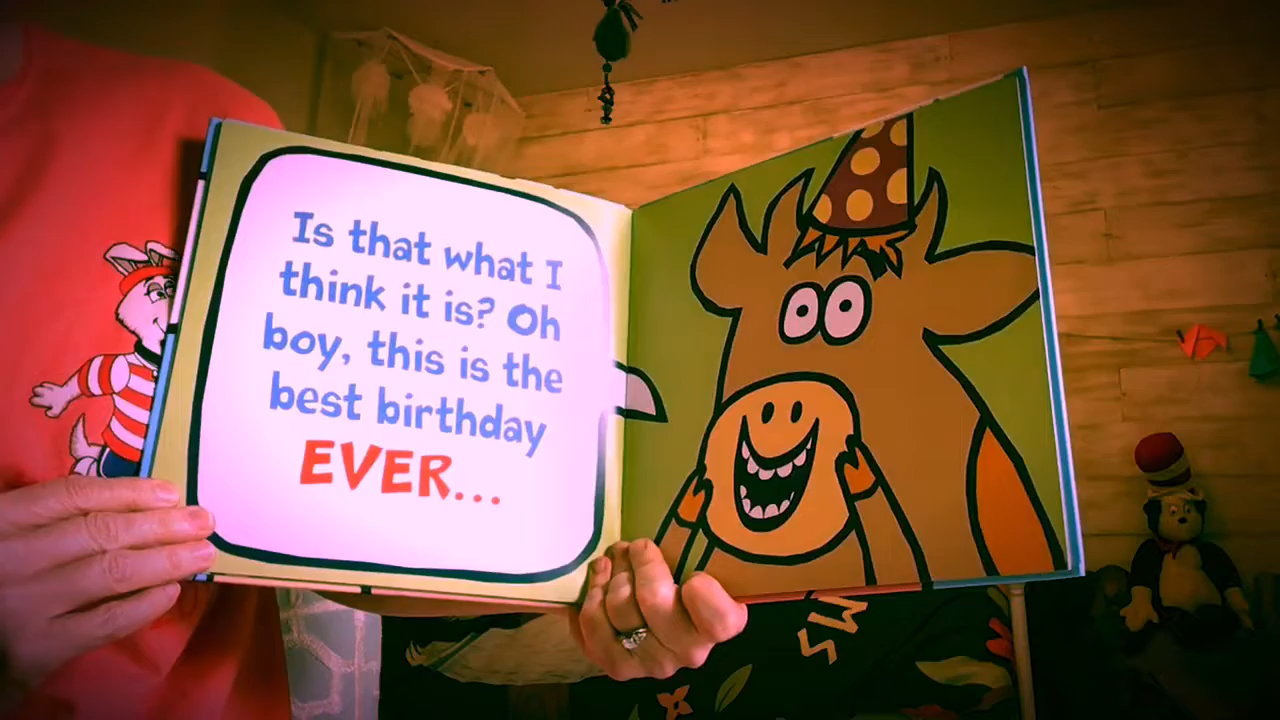 Is that what I
think it is? Oh
boy, this is the
best birthday
EVER...